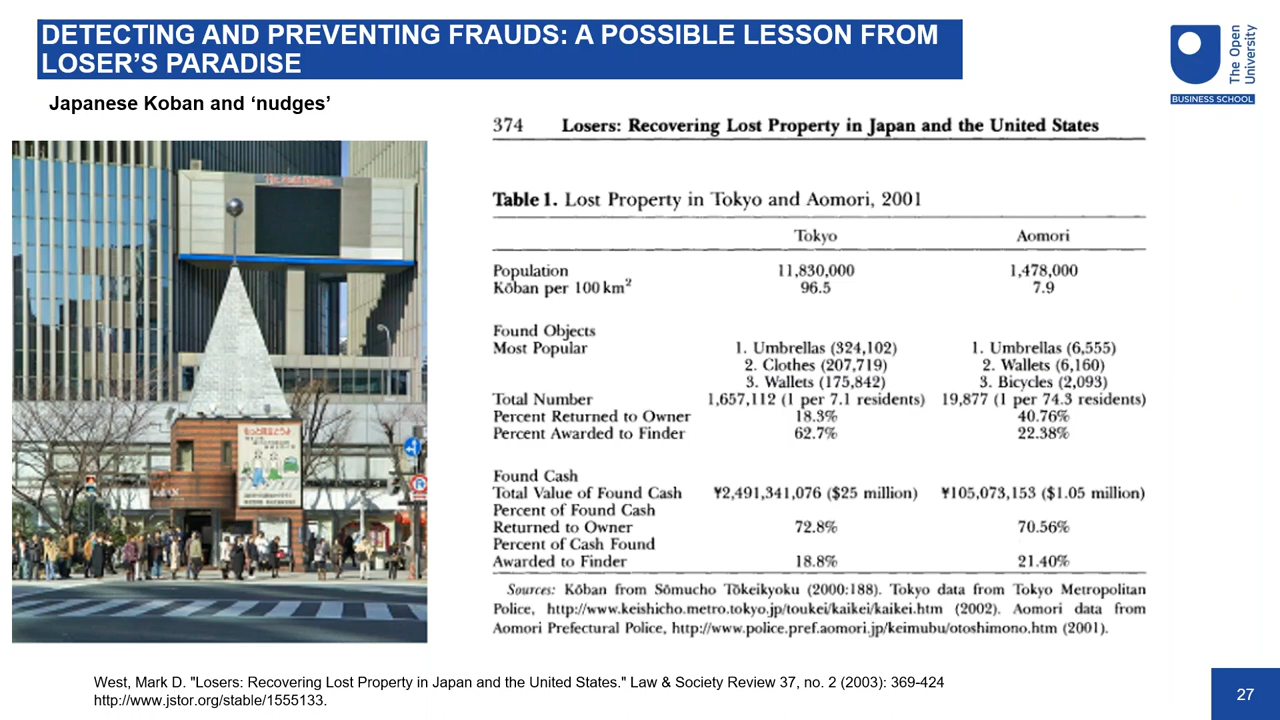 DETECTING AND PREVENTING FRAUDS: A POSSIBLE LESSON FROM
LOSER’S PARADISE
The Open
University
BUSINESS SCHOOL
Japanese Koban and ‘nudges’
374 Losers: Recovering Lost Property in Japan and the United States
Table 1. Lost Property in Tokyo and Aomori, 2001
Tokyo Aomori
Population 11,830,000 1,478,000
Kōban per 100 km² 96.5 7.9
Found Objects
Most Popular 1. Umbrellas (324,102) 1. Umbrellas (6,555)
2. Clothes (207,719) 2. Wallets (6,160)
3. Wallets (175,842) 3. Bicycles (2,093)
Total Number 1,657,112 (1 per 7.1 residents) 19,877 (1 per 74.3 residents)
Percent Returned to Owner 18.3% 40.76%
Percent Awarded to Finder 62.7% 22.38%
Found Cash
Total Value of Found Cash ¥2,491,341,076 ($25 million) ¥105,073,153 ($1.05 million)
Percent of Found Cash
Returned to Owner 72.8% 70.56%
Percent of Cash Found
Awarded to Finder 18.8% 21.40%
Sources: Kōban from Sōmucho Tōkeikyoku (2000:188). Tokyo data from Tokyo Metropolitan
Police, http://www.keishicho.metro.tokyo.jp/toukei/kaikei/kaikei.htm (2002). Aomori data from
Aomori Prefectural Police, http://www.police.pref.aomori.jp/keimubu/otoshimono.htm (2001).
West, Mark D. "Losers: Recovering Lost Property in Japan and the United States." Law & Society Review 37, no. 2 (2003): 369-424
http://www.jstor.org/stable/1555133.
27